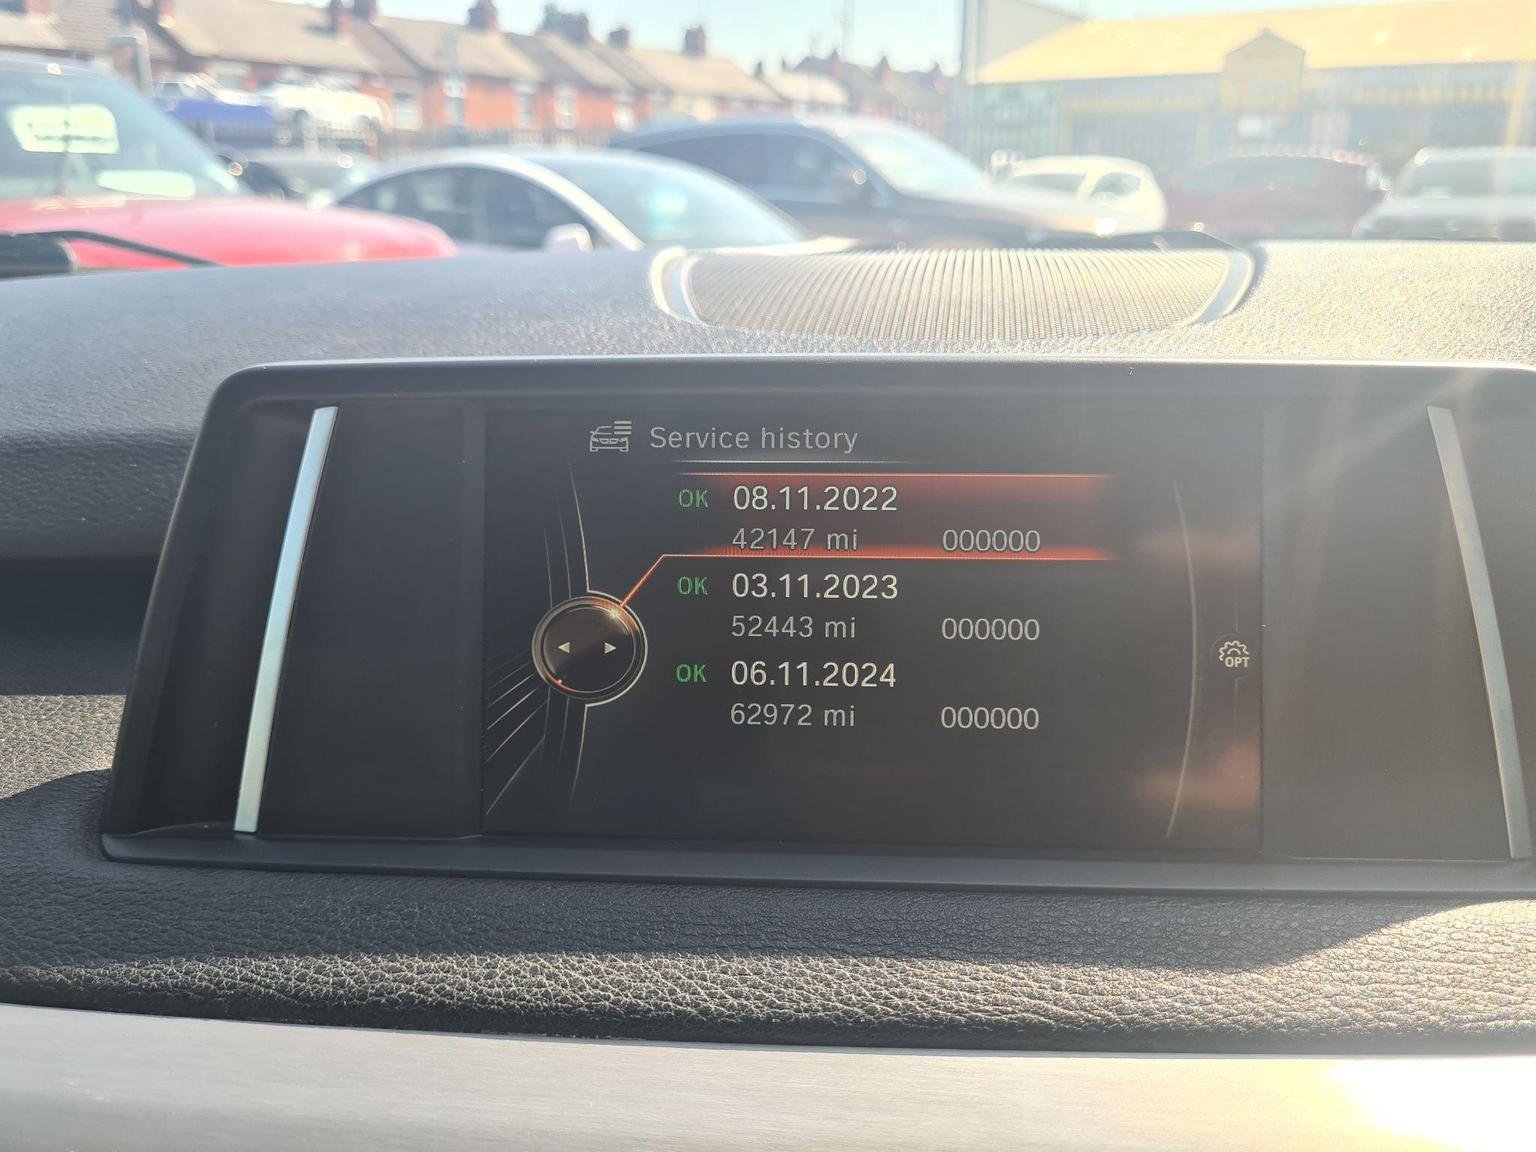 Service history
OK 08.11.2022
42147 mi 000000
OK 03.11.2023
52443 mi 000000
OK 06.11.2024
62972 mi 000000
OPT